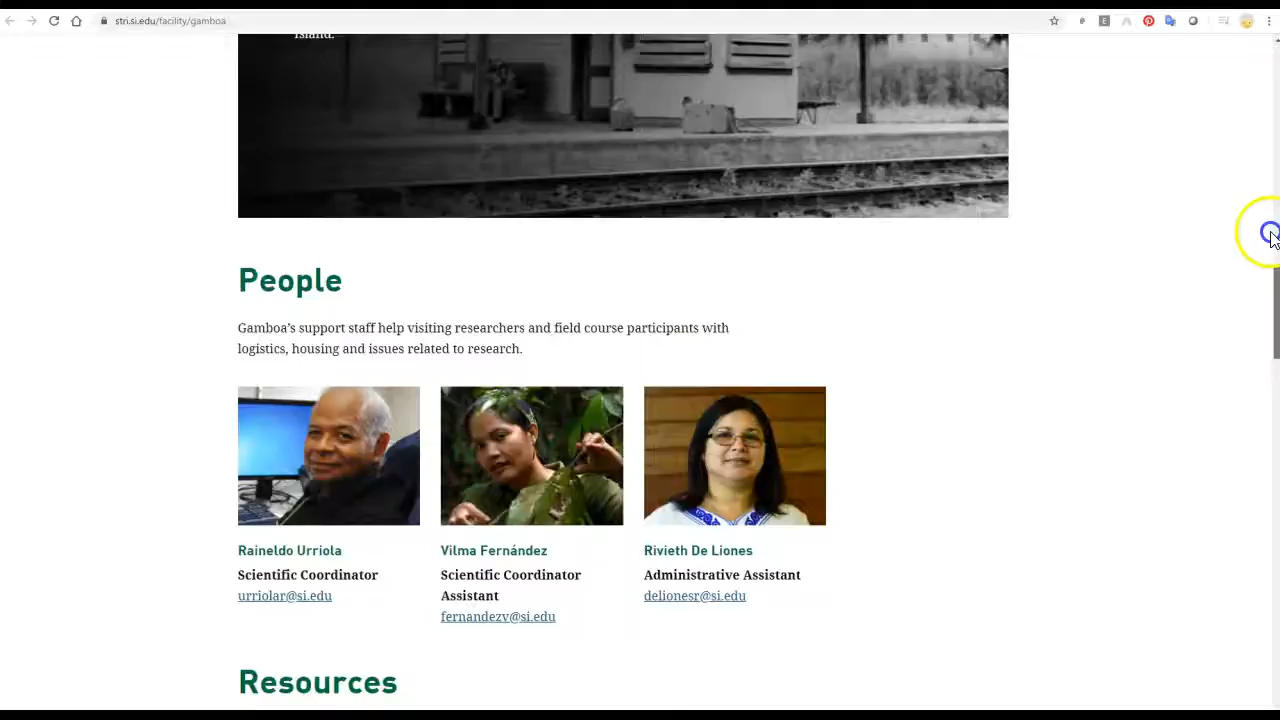 stri.si.edu/facility/gamboa
Island.
People
Gamboa’s support staff help visiting researchers and field course participants with
logistics, housing and issues related to research.
Raineldo Urriola
Scientific Coordinator
urriolar@si.edu
Vilma Fernández
Scientific Coordinator
Assistant
fernandezv@si.edu
Rivieth De Liones
Administrative Assistant
delionesr@si.edu
Resources